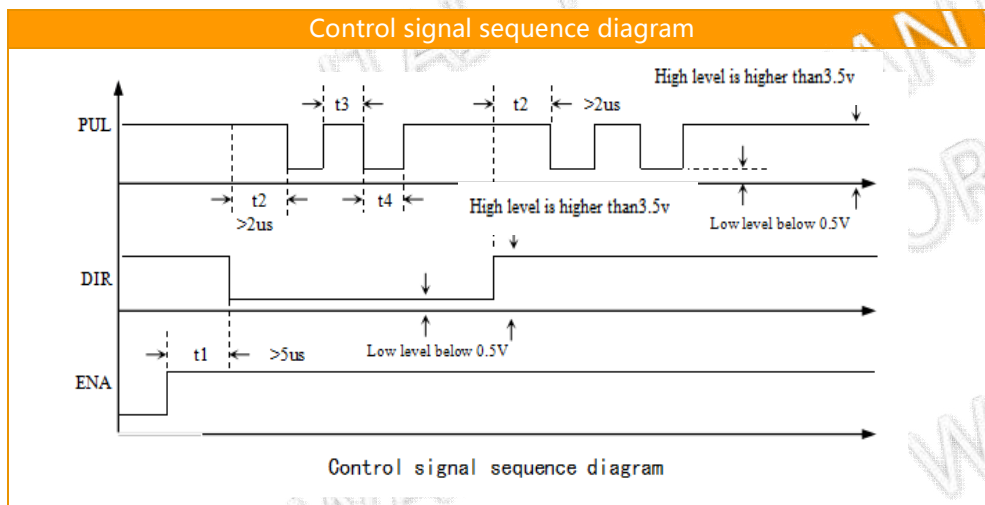 Control signal sequence diagram
High level is higher than3.5v
t3
t2
>2us
PUL
t2
t4
High level is higher than3.5v
>2us
Low level below 0.5V
DIR
t1
>5us
Low level below 0.5V
ENA
Control signal sequence diagram